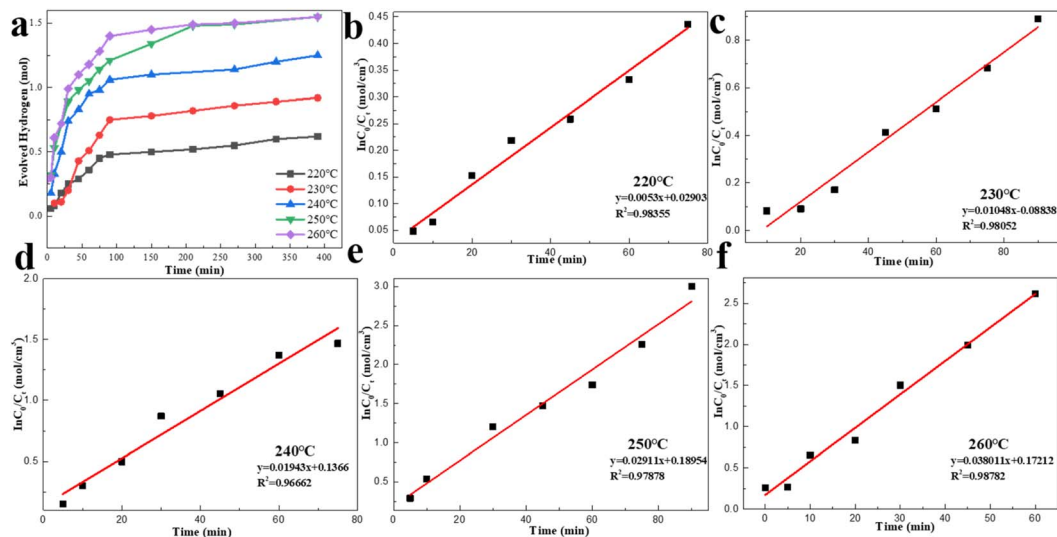 a
Evolved Hydrogen (mol)
1.5
1.0
0.5
0.0
220°C
230°C
240°C
250°C
260°C
0 50 100 150 200 250 300 350 400
Time (min)
b
lnC0/Ct (mol/cm3)
0.45
0.40
0.35
0.30
0.25
0.20
0.15
0.10
0.05
220°C
y=0.0053x+0.02903
R2=0.98355
0 20 40 60 80
Time (min)
c
lnC0/Ct (mol/cm3)
0.8
0.6
0.4
0.2
0.0
230°C
y=0.01048x-0.08838
R2=0.98052
20 40 60 80
Time (min)
d
lnC0/Ct (mol/cm3)
2.0
1.5
1.0
0.5
240°C
y=0.01943x+0.1366
R2=0.96662
0 20 40 60 80
Time (min)
e
lnC0/Ct (mol/cm3)
3.0
2.5
2.0
1.5
1.0
0.5
250°C
y=0.02911x+0.18954
R2=0.97878
0 20 40 60 80
Time (min)
f
lnC0/Ct (mol/cm3)
2.5
2.0
1.5
1.0
0.5
0.0
260°C
y=0.038011x+0.17212
R2=0.98782
0 10 20 30 40 50 60
Time (min)